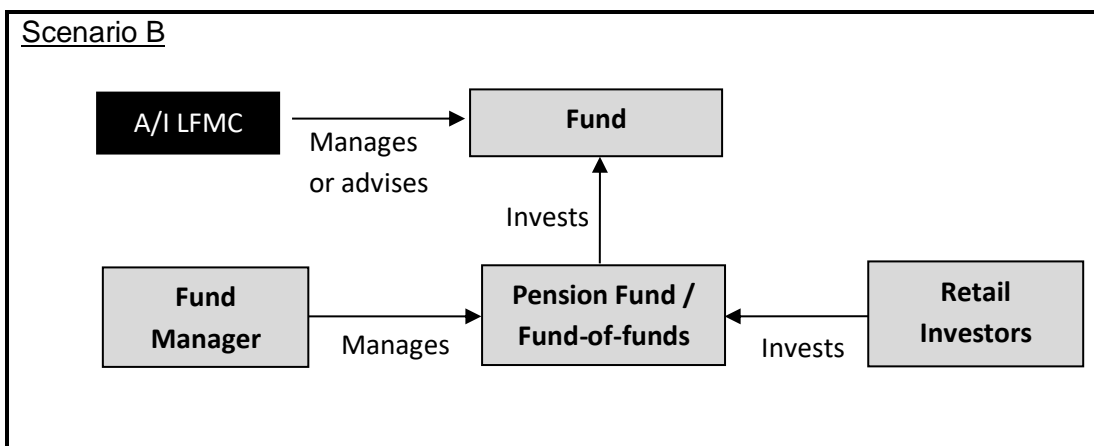 Scenario B
A/I LFMC
Manages
or advises
Fund
Invests
Fund
Manager
Manages
Pension Fund /
Fund-of-funds
Invests
Retail
Investors